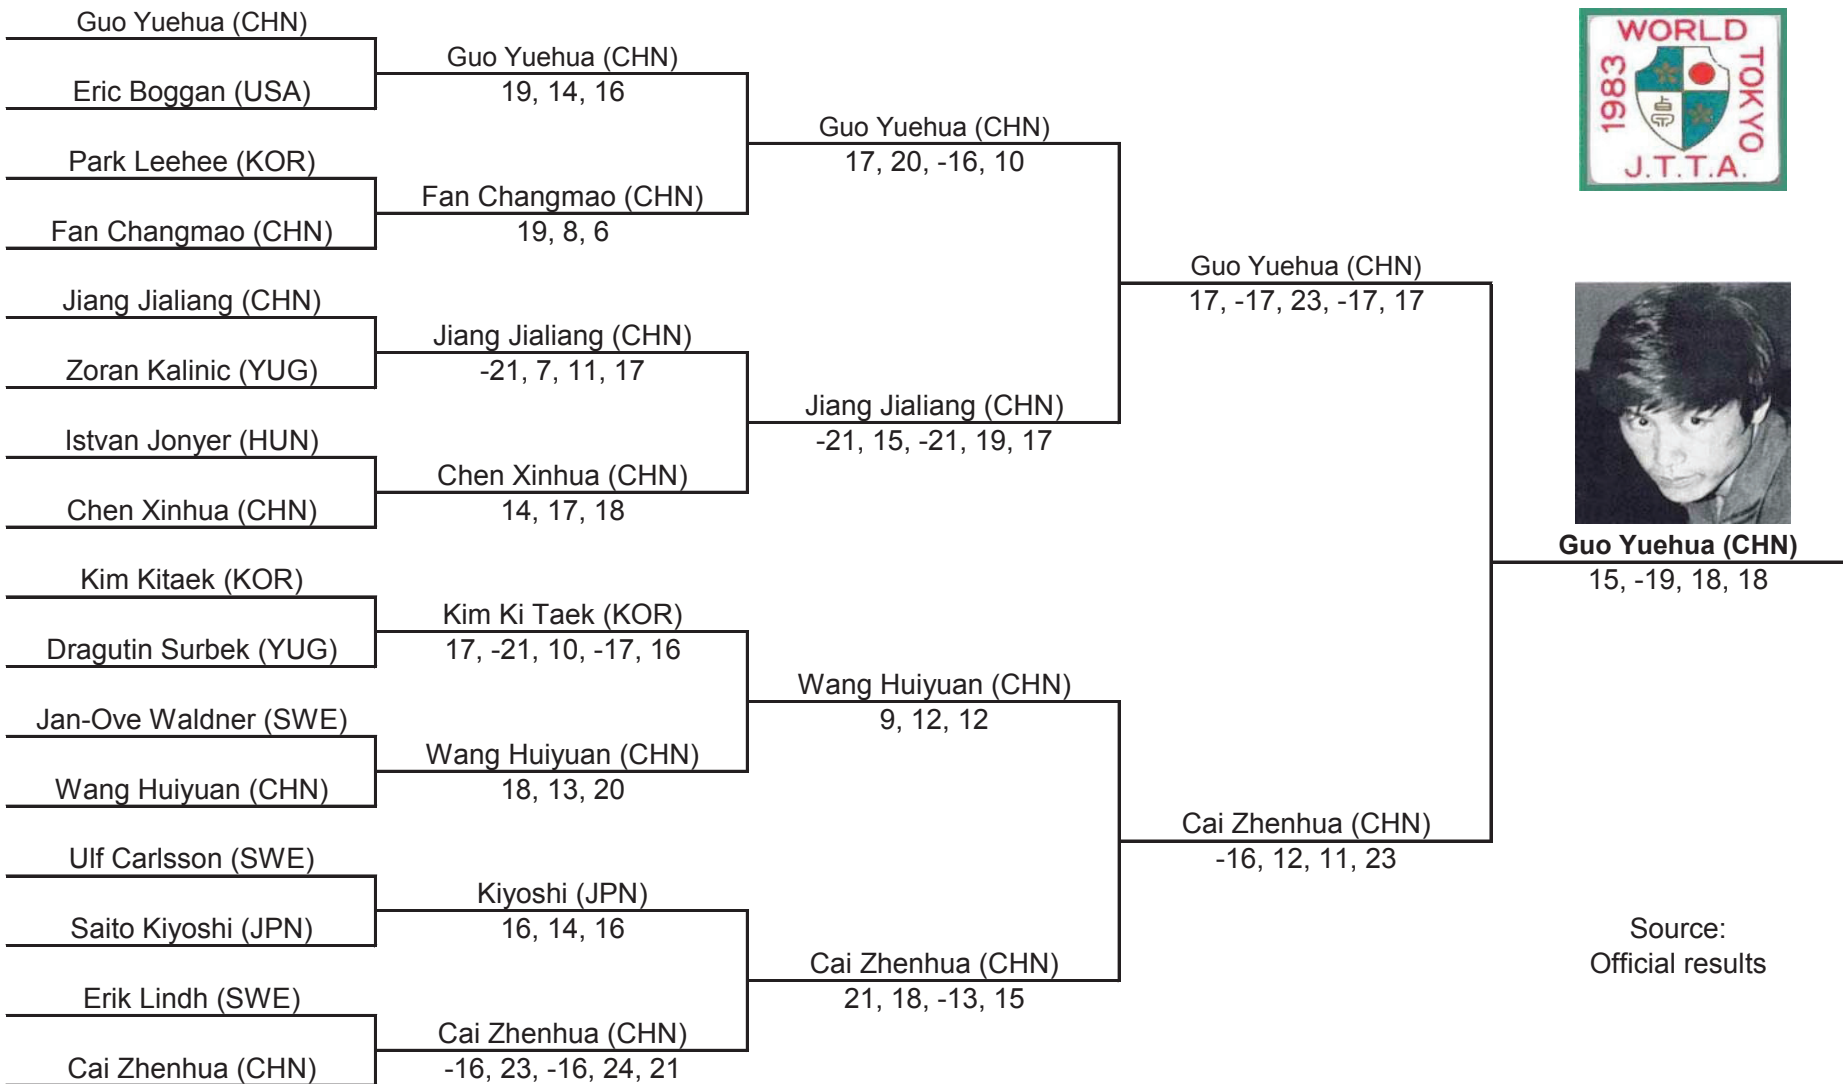 Guo Yuehua (CHN)
Eric Boggan (USA)
Park Leehee (KOR)
Fan Changmao (CHN)
Jiang Jialiang (CHN)
Zoran Kalinic (YUG)
Istvan Jonyer (HUN)
Chen Xinhua (CHN)
Kim Kitaek (KOR)
Dragutin Surbek (YUG)
Jan-Ove Waldner (SWE)
Wang Huiyuan (CHN)
Ulf Carlsson (SWE)
Saito Kiyoshi (JPN)
Erik Lindh (SWE)
Cai Zhenhua (CHN)
Guo Yuehua (CHN)
19, 14, 16
Fan Changmao (CHN)
19, 8, 6
Jiang Jialiang (CHN)
-21, 7, 11, 17
Chen Xinhua (CHN)
14, 17, 18
Kim Ki Taek (KOR)
17, -21, 10, -17, 16
Wang Huiyuan (CHN)
18, 13, 20
Kiyoshi (JPN)
16, 14, 16
Cai Zhenhua (CHN)
-16, 23, -16, 24, 21
Guo Yuehua (CHN)
17, 20, -16, 10
Jiang Jialiang (CHN)
-21, 15, -21, 19, 17
Wang Huiyuan (CHN)
9, 12, 12
Cai Zhenhua (CHN)
21, 18, -13, 15
Guo Yuehua (CHN)
17, -17, 23, -17, 17
Cai Zhenhua (CHN)
-16, 12, 11, 23
WORLD
1983
TOKYO
J.T.T.A.
Guo Yuehua (CHN)
15, -19, 18, 18
Source:
Official results